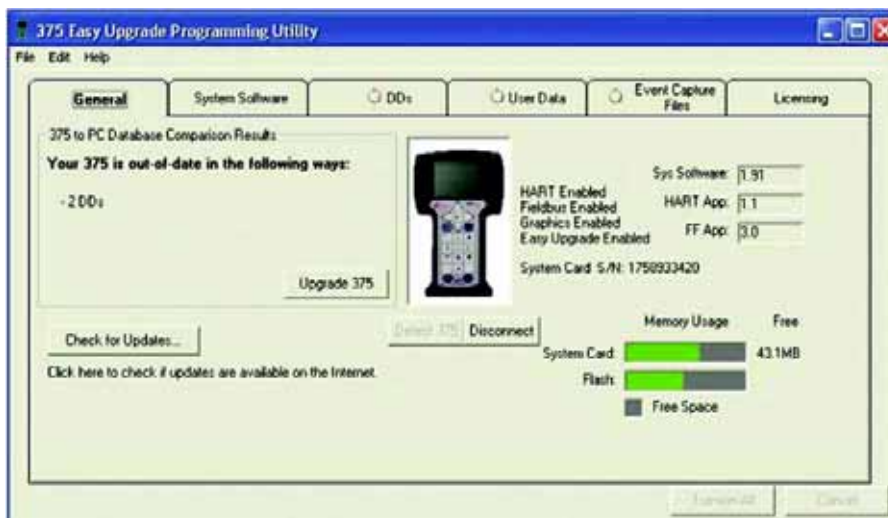 375 Easy Upgrade Programming Utility
File Edit Help
General
System Software
DDs
User Data
Event Capture
Files
Licensing
375 to PC Database Comparison Results
Your 375 is out-of-date in the following ways:
- 2 DDs
Upgrade 375
HART Enabled
Fieldbus Enabled
Graphics Enabled
Easy Upgrade Enabled
System Card S/N: 1758933420
Sys Software: 1.91
HART App: 1.1
FF App: 3.0
Check for Updates...
Click here to check if updates are available on the Internet.
Detect 375
Disconnect
Memory Usage Free
System Card: 43.1MB
Flash:
Free Space
Cancel